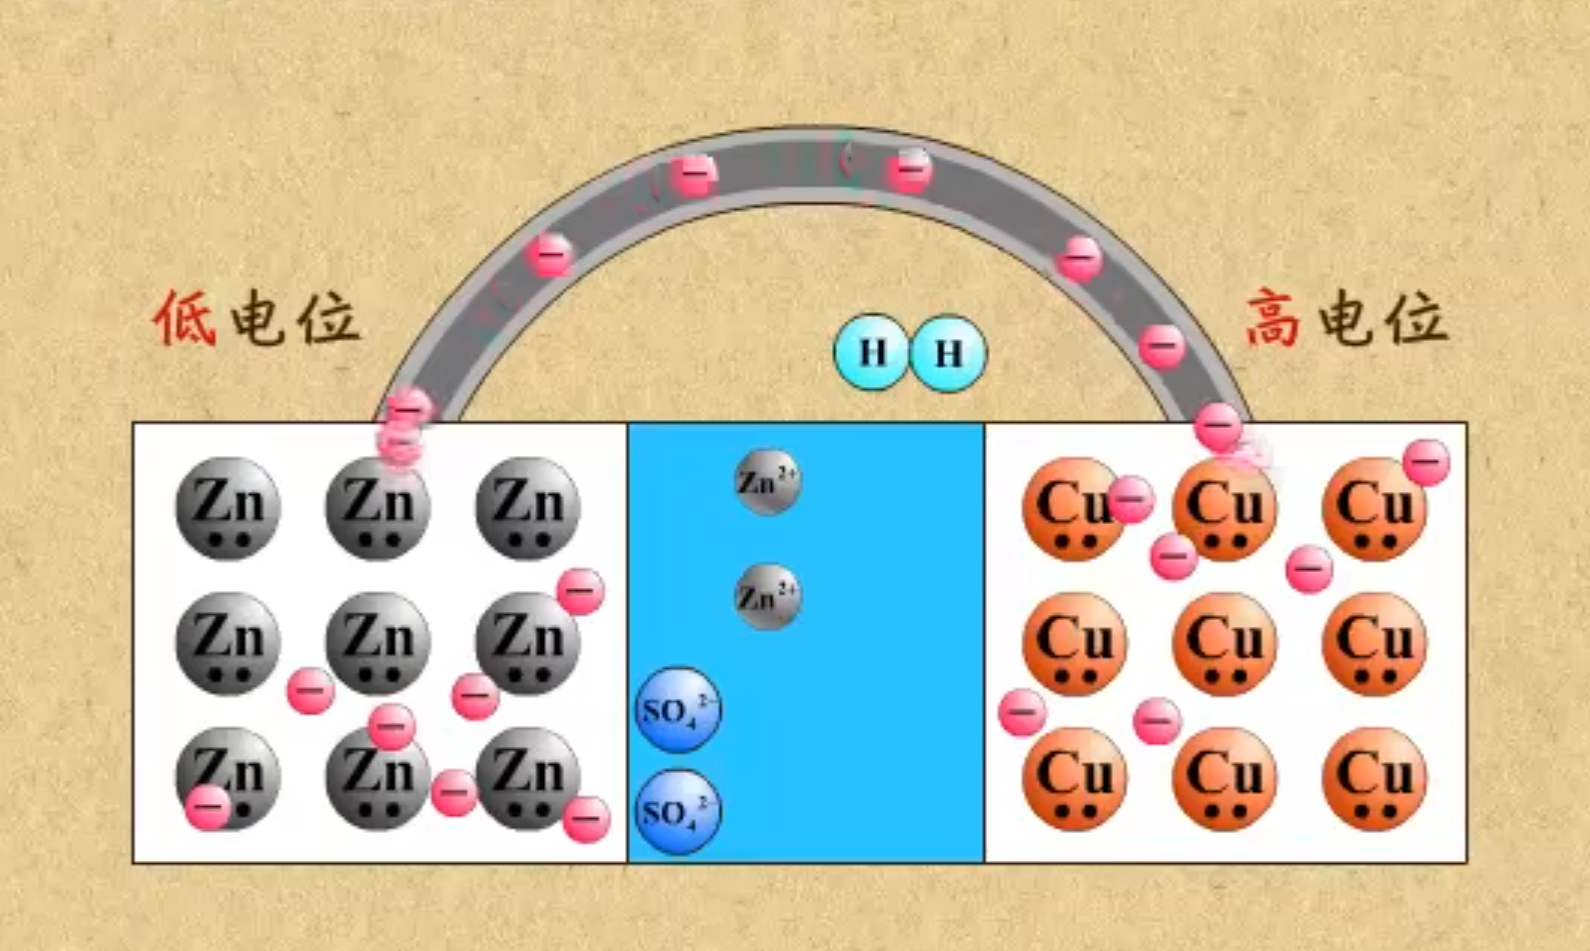 低电位
高电位
H H
Zn Zn Zn
Zn²⁺
Cu Cu Cu
Zn Zn Zn
Zn²⁺
Cu Cu Cu
SO₄²⁻
Zn Zn Zn
SO₄²⁻
Cu Cu Cu